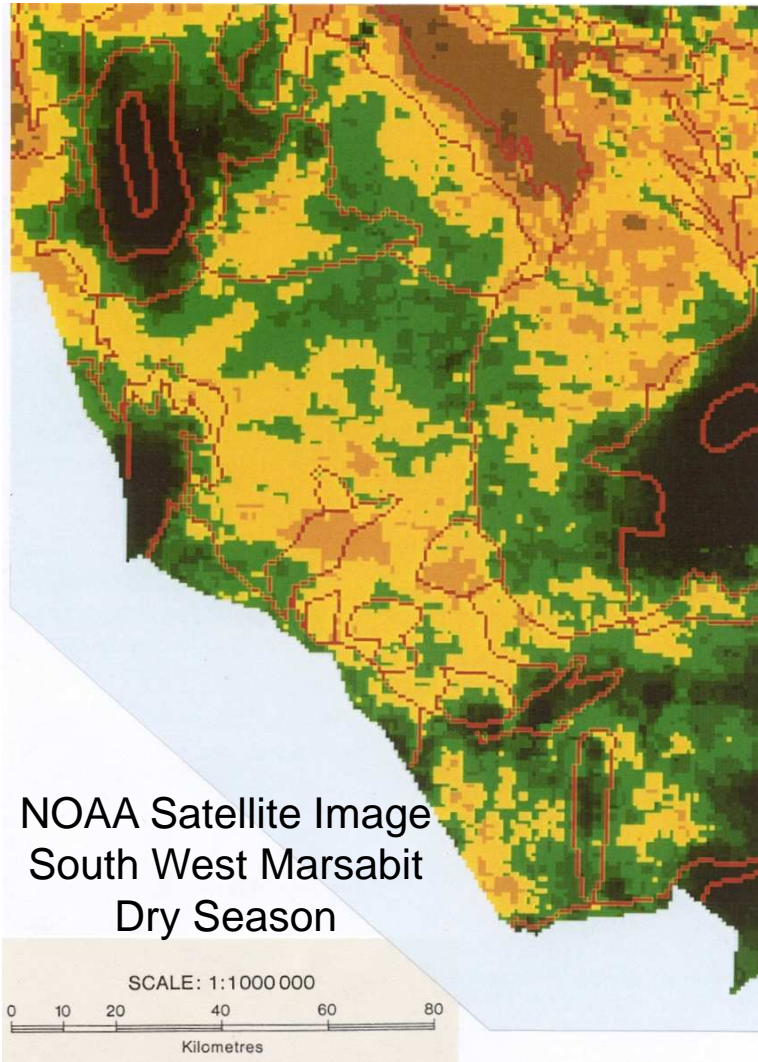 NOAA Satellite Image
South West Marsabit
Dry Season
SCALE: 1:1000 000
0 10 20 40 60 80
Kilometres